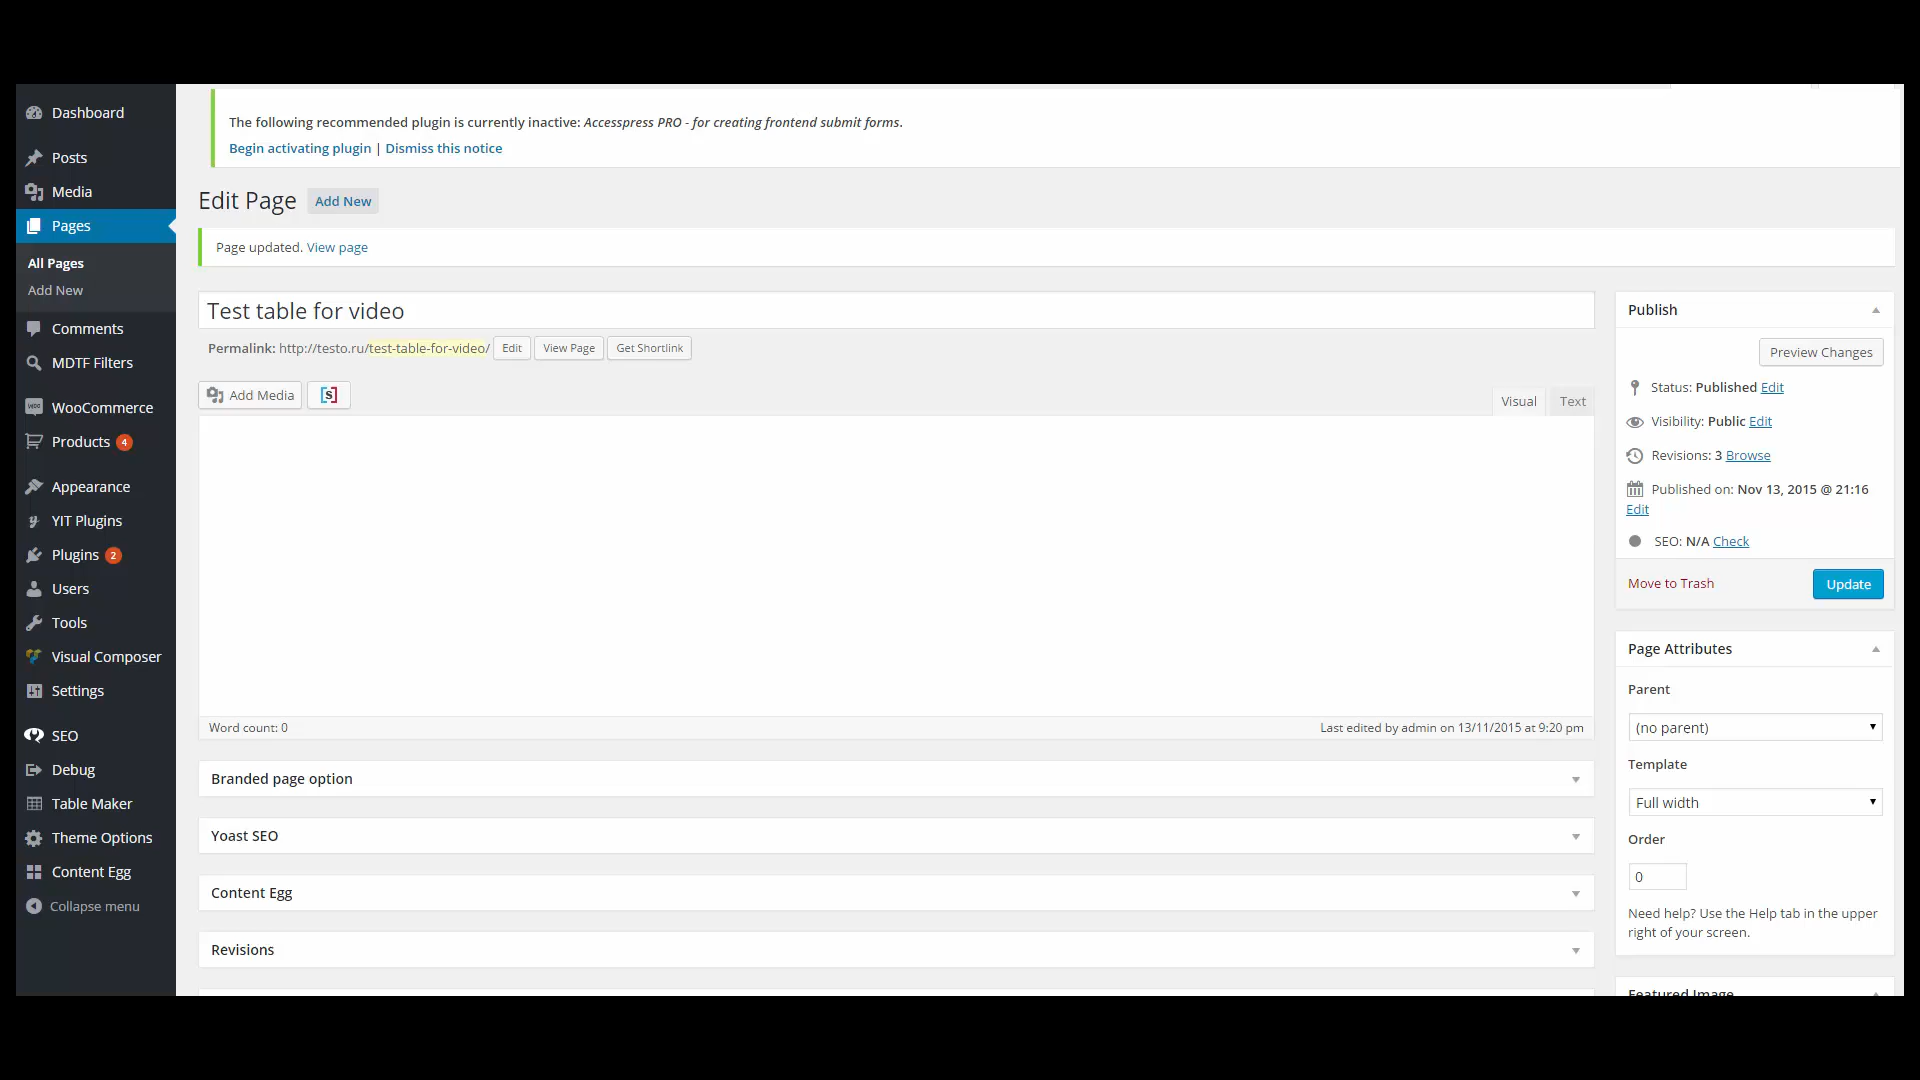 Dashboard
Posts
Media
Pages
All Pages
Add New
Comments
MDTF Filters
WooCommerce
Products 4
Appearance
YIT Plugins
Plugins 2
Users
Tools
Visual Composer
Settings
SEO
Debug
Table Maker
Theme Options
Content Egg
Collapse menu
The following recommended plugin is currently inactive: Accesspress PRO - for creating frontend submit forms.
Begin activating plugin | Dismiss this notice
Edit Page Add New
Page updated. View page
Test table for video
Permalink: http://testo.ru/test-table-for-video/ Edit View Page Get Shortlink
Add Media [S] Visual Text
Word count: 0 Last edited by admin on 13/11/2015 at 9:20 pm
Branded page option
Yoast SEO
Content Egg
Revisions
Publish
Preview Changes
Status: Published Edit
Visibility: Public Edit
Revisions: 3 Browse
Published on: Nov 13, 2015 @ 21:16
Edit
SEO: N/A Check
Move to Trash Update
Page Attributes
Parent
(no parent)
Template
Full width
Order
0
Need help? Use the Help tab in the upper
right of your screen.
Featured Image